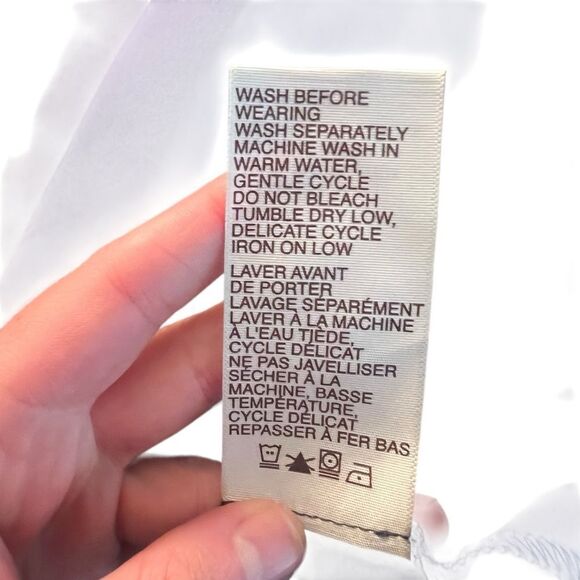 WASH BEFORE
WEARING
WASH SEPARATELY
MACHINE WASH IN
WARM WATER,
GENTLE CYCLE
DO NOT BLEACH
TUMBLE DRY LOW,
DELICATE CYCLE
IRON ON LOW
LAVER AVANT
DE PORTER
LAVAGE SÉPARÉMENT
LAVER À LA MACHINE
À L'EAU TIÈDE,
CYCLE DÉLICAT
NE PAS JAVELLISER
SÉCHER À LA
MACHINE, BASSE
TEMPÉRATURE,
CYCLE DÉLICAT
REPASSER À FER BAS